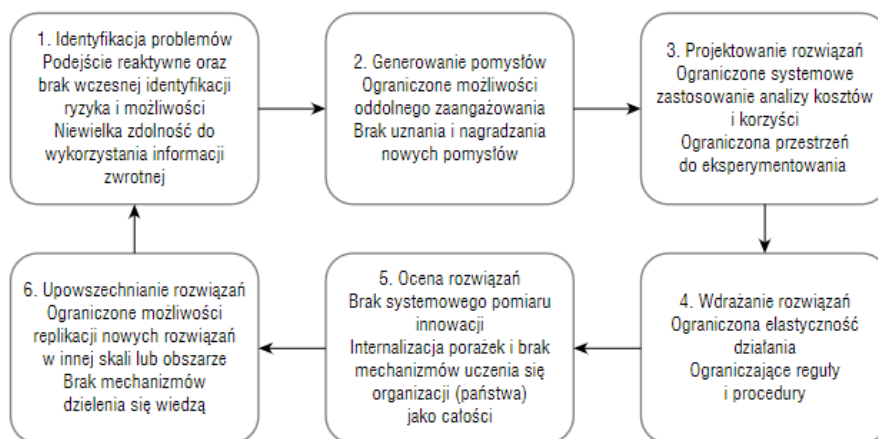 1. Identyfikacja problemów
Podejście reaktywne oraz
brak wczesnej identyfikacji
ryzyka i możliwości
Niewielka zdolność do
wykorzystania informacji
zwrotnej
2. Generowanie pomysłów
Ograniczone możliwości
oddolnego zaangażowania
Brak uznania i nagradzania
nowych pomysłów
3. Projektowanie rozwiązań
Ograniczone systemowe
zastosowanie analizy kosztów
i korzyści
Ograniczona przestrzeń
do eksperymentowania
4. Wdrażanie rozwiązań
Ograniczona elastyczność
działania
Ograniczające reguły
i procedury
5. Ocena rozwiązań
Brak systemowego pomiaru
innowacji
Internalizacja porażek i brak
mechanizmów uczenia się
organizacji (państwa)
jako całości
6. Upowszechnianie rozwiązań
Ograniczone możliwości
replikacji nowych rozwiązań
w innej skali lub obszarze
Brak mechanizmów
dzielenia się wiedzą